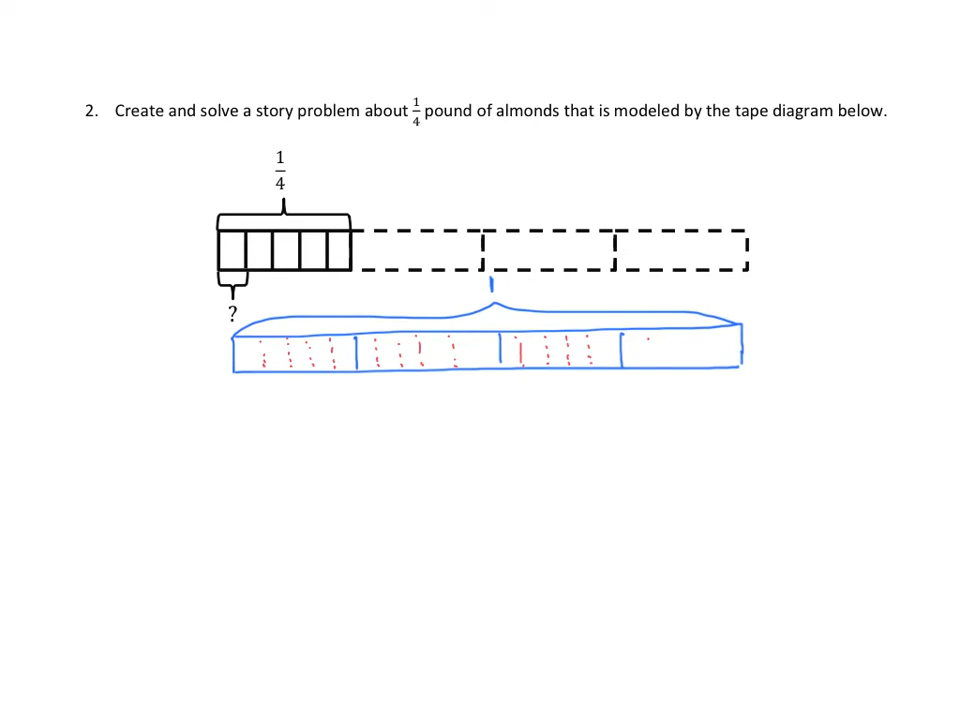 2. Create and solve a story problem about 1/4 pound of almonds that is modeled by the tape diagram below.
1/4
?
1